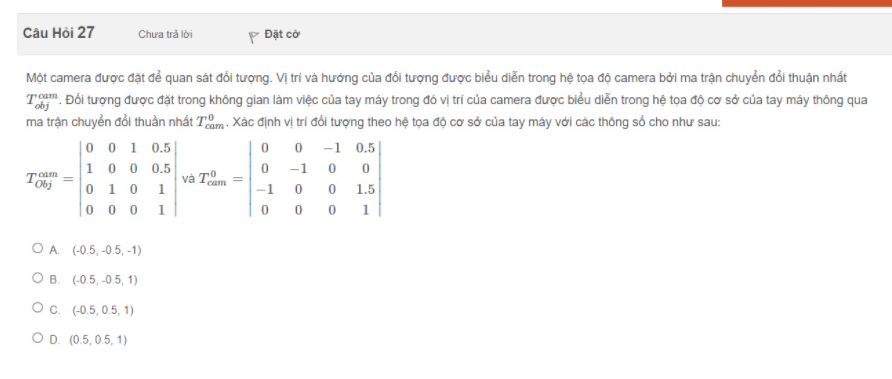 Câu Hỏi 27 Chưa trả lời Đặt cờ
Một camera được đặt để quan sát đối tượng. Vị trí và hướng của đối tượng được biểu diễn trong hệ tọa độ camera bởi ma trận chuyển đổi thuận nhất
T_{obj}^{cam}. Đối tượng được đặt trong không gian làm việc của tay máy trong đó vị trí của camera được biểu diễn trong hệ tọa độ cơ sở của tay máy thông qua
ma trận chuyển đổi thuần nhất T_{cam}^{0}. Xác định vị trí đối tượng theo hệ tọa độ cơ sở của tay máy với các thông số cho như sau:
T_{Obj}^{cam} = |0 0 1 0.5| và T_{cam}^{0} = |0 0 −1 0.5|
|1 0 0 0.5| |0 −1 0 0|
|0 1 0 1| |−1 0 0 1.5|
|0 0 0 1| |0 0 0 1|
A. (-0.5, -0.5, -1)
B. (-0.5, -0.5, 1)
C. (-0.5, 0.5, 1)
D. (0.5, 0.5, 1)